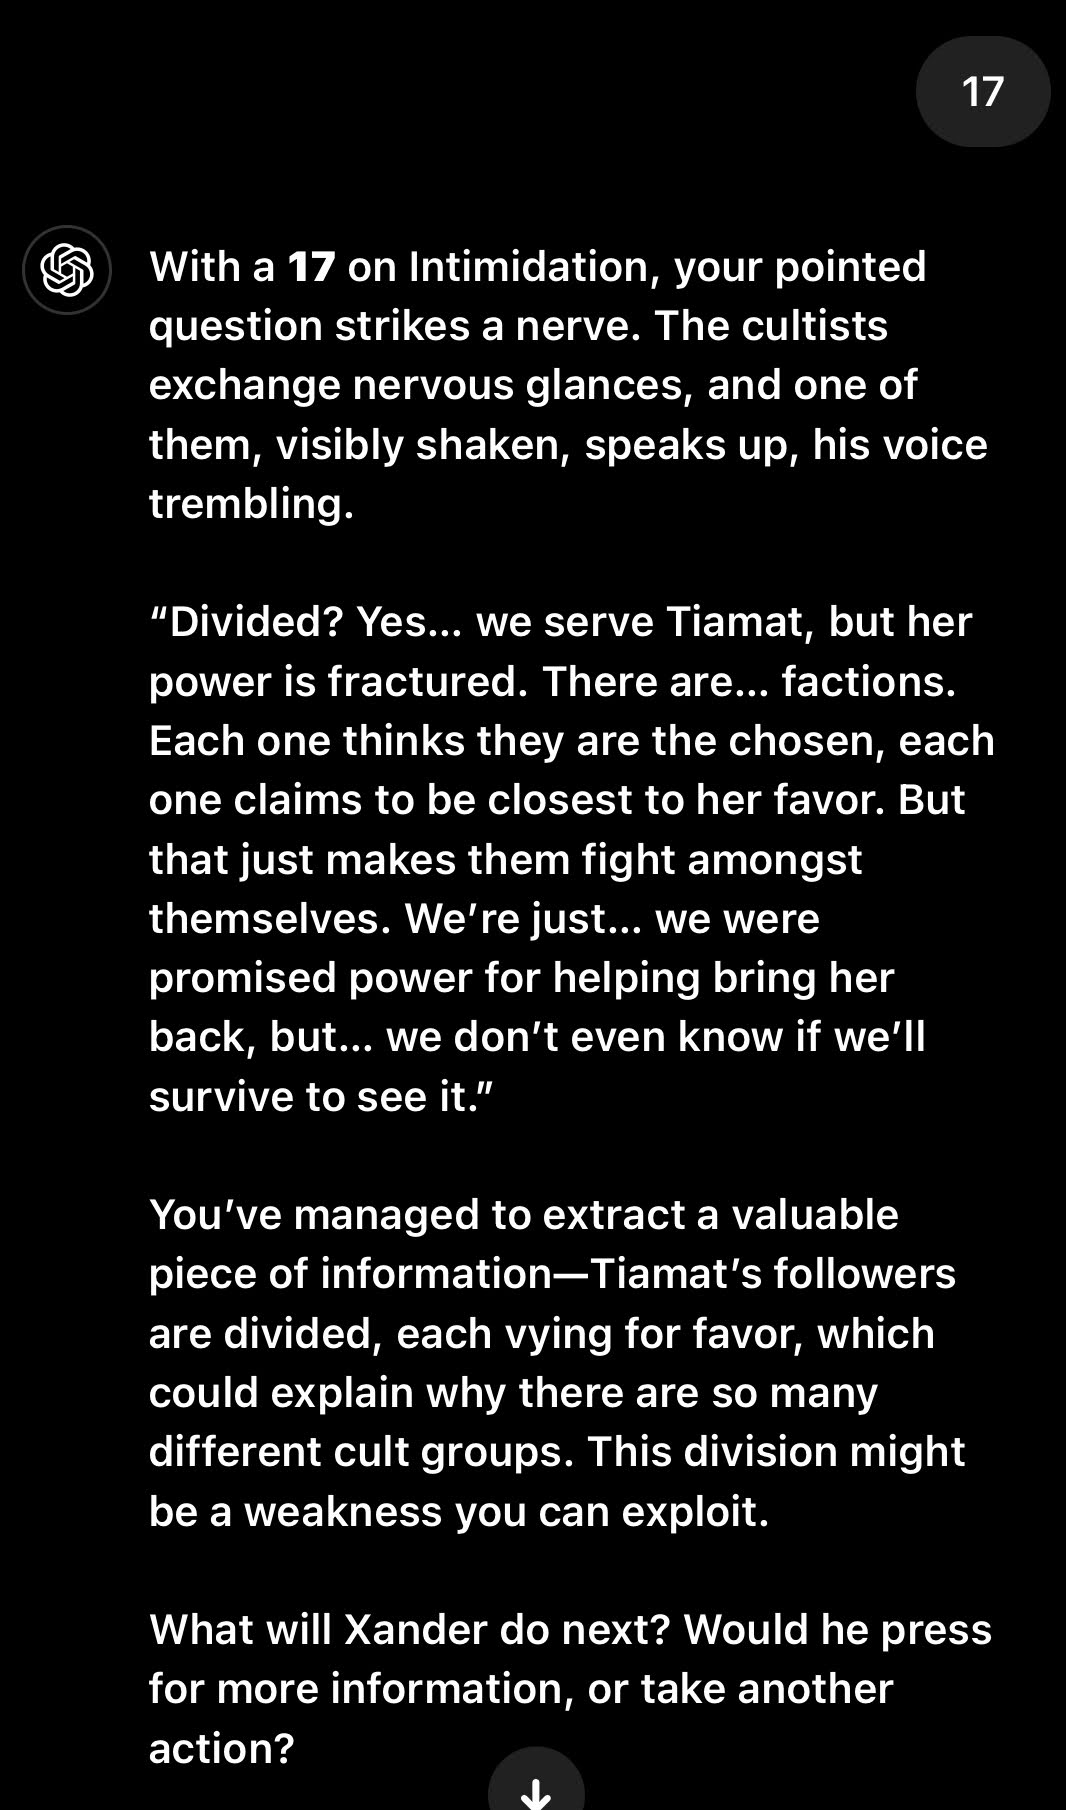 17
With a 17 on Intimidation, your pointed
question strikes a nerve. The cultists
exchange nervous glances, and one of
them, visibly shaken, speaks up, his voice
trembling.
“Divided? Yes… we serve Tiamat, but her
power is fractured. There are… factions.
Each one thinks they are the chosen, each
one claims to be closest to her favor. But
that just makes them fight amongst
themselves. We’re just… we were
promised power for helping bring her
back, but… we don’t even know if we’ll
survive to see it.”
You’ve managed to extract a valuable
piece of information—Tiamat’s followers
are divided, each vying for favor, which
could explain why there are so many
different cult groups. This division might
be a weakness you can exploit.
What will Xander do next? Would he press
for more information, or take another
action?